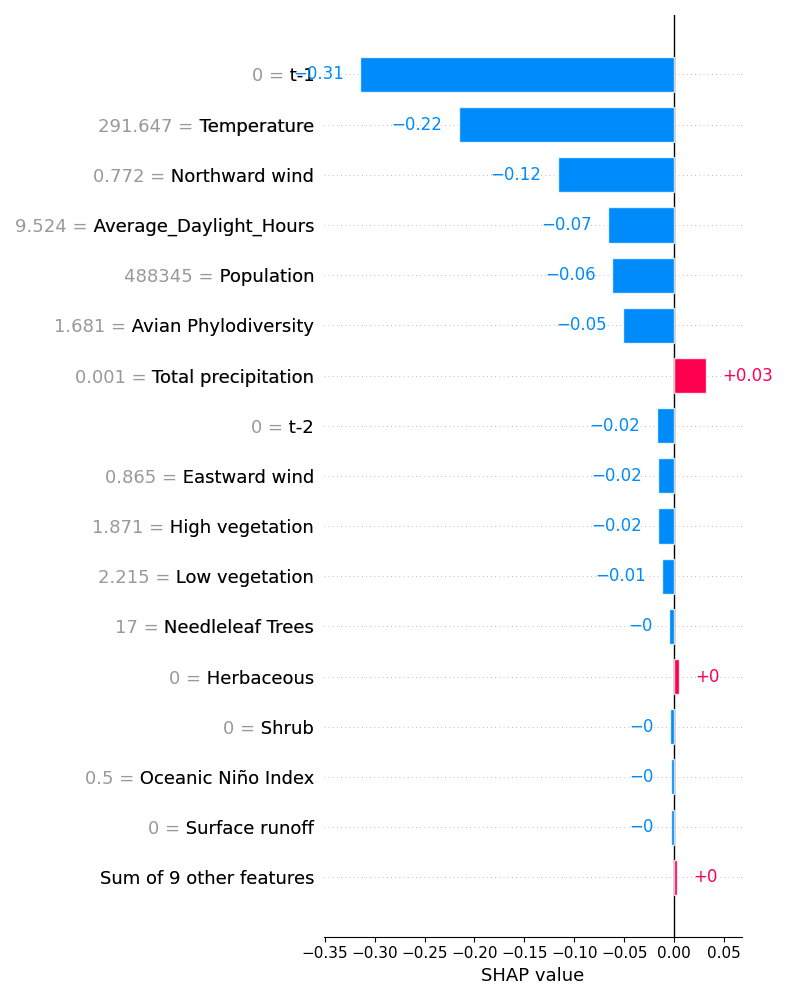 0 = t-1 −0.31
291.647 = Temperature −0.22
0.772 = Northward wind −0.12
9.524 = Average_Daylight_Hours −0.07
488345 = Population −0.06
1.681 = Avian Phylodiversity −0.05
0.001 = Total precipitation +0.03
0 = t-2 −0.02
0.865 = Eastward wind −0.02
1.871 = High vegetation −0.02
2.215 = Low vegetation −0.01
17 = Needleleaf Trees −0
0 = Herbaceous +0
0 = Shrub −0
0.5 = Oceanic Niño Index −0
0 = Surface runoff −0
Sum of 9 other features +0
−0.35 −0.30 −0.25 −0.20 −0.15 −0.10 −0.05 0.00 0.05
SHAP value